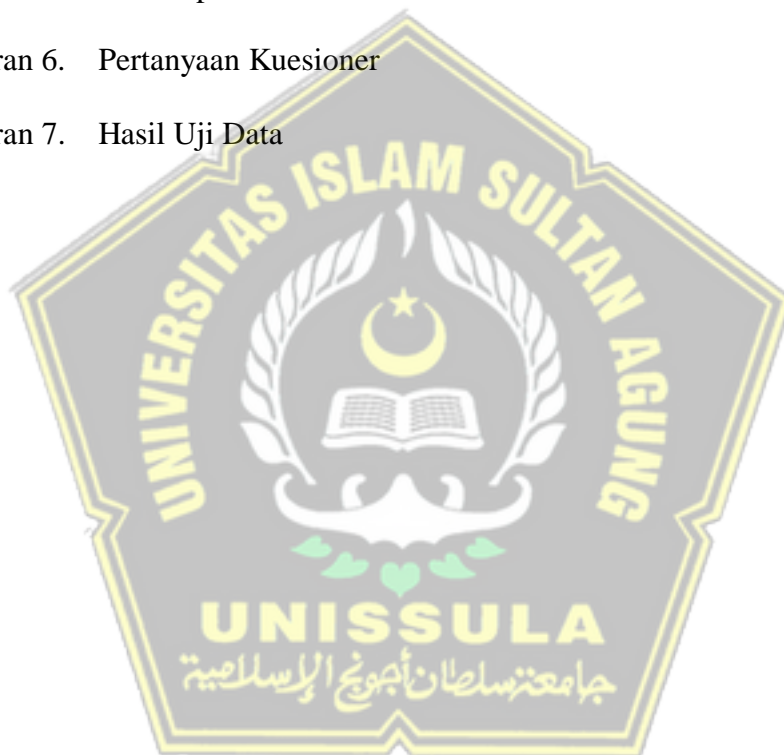 ran 6. Pertanyaan Kuesioner
ran 7. Hasil Uji Data
UNIVERSITAS ISLAM SULTAN AGUNG
UNISSULA
جامعة سلطان أجونج الإسلامية